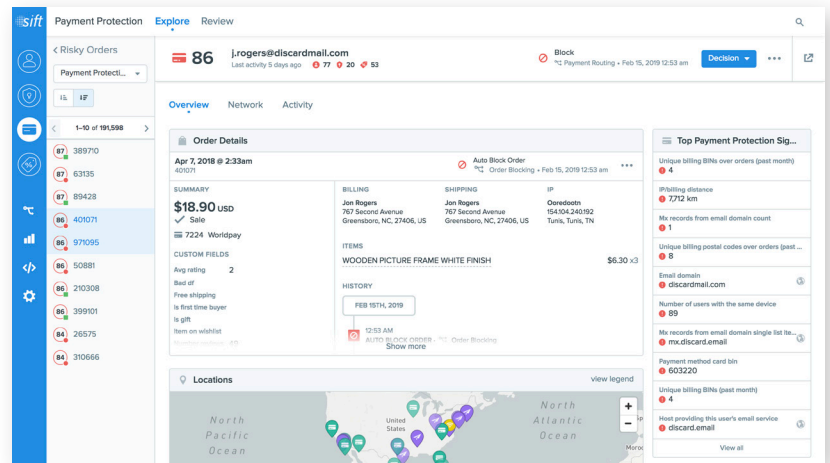 sift
Payment Protection
Explore
Review
< Risky Orders
Payment Protecti...
1–10 of 191,598
87 389710
87 63135
87 89428
86 401071
86 971095
86 50881
86 210308
86 399101
84 26575
84 310666
86
j.rogers@discardmail.com
Last activity 5 days ago 77 20 53
Block
Payment Routing • Feb 15, 2019 12:53 am
Decision
Overview
Network
Activity
Order Details
Apr 7, 2018 @ 2:33am
401071
Auto Block Order
Order Blocking • Feb 15, 2019 12:53 am
SUMMARY
$18.90 USD
Sale
7224 Worldpay
CUSTOM FIELDS
Avg rating 2
Bad df
Free shipping
Is first time buyer
Is gift
Item on wishlist
BILLING
Jon Rogers
767 Second Avenue
Greensboro, NC, 27406, US
SHIPPING
Jon Rogers
767 Second Avenue
Greensboro, NC, 27406, US
IP
Ooredootn
154.104.240.192
Tunis, Tunis, TN
ITEMS
WOODEN PICTURE FRAME WHITE FINISH $6.30 x3
HISTORY
FEB 15TH, 2019
12:53 AM
AUTO BLOCK ORDER - Order Blocking
Show more
Locations
view legend
North
Pacific
Ocean
United
States
North
Atlantic
Ocean
+
−
Top Payment Protection Sig...
Unique billing BINs over orders (past month)
4
IP/billing distance
7,712 km
Mx records from email domain count
1
Unique billing postal codes over orders (past ...
8
Email domain
discardmail.com
Number of users with the same device
89
Mx records from email domain single list ite...
mx.discard.email
Payment method card bin
603220
Unique billing BINs (past month)
4
Host providing this user's email service
discard.email
View all